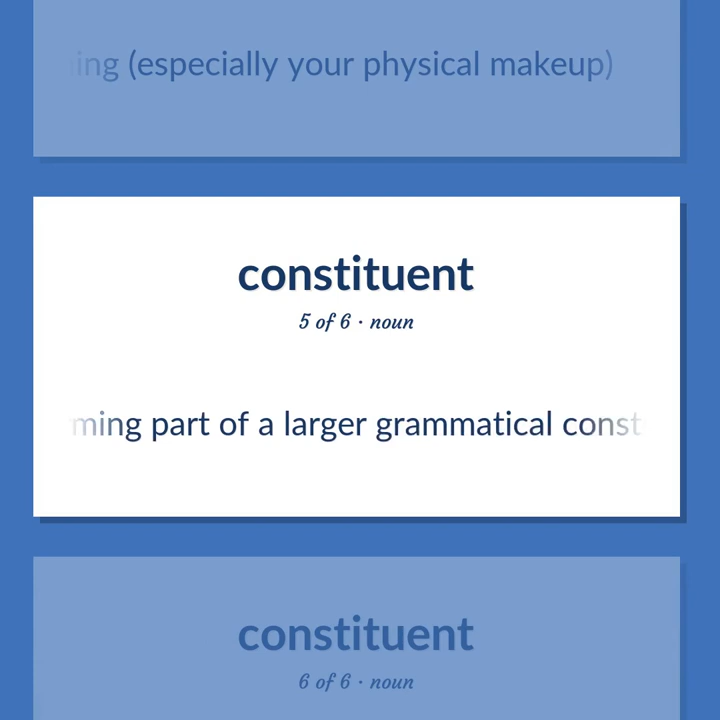 ing (especially your physical makeup)
constituent
5 of 6 · noun
ming part of a larger grammatical const
constituent
6 of 6 · noun